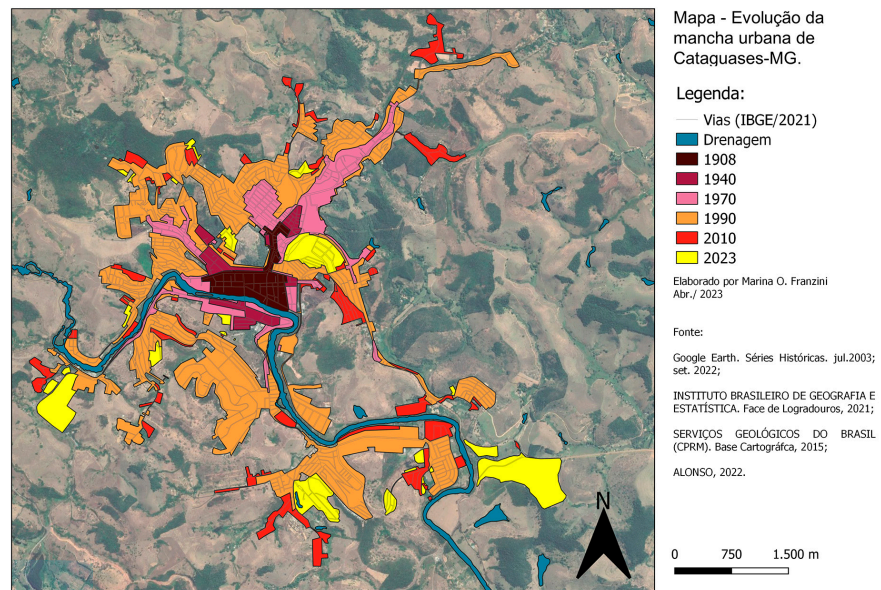 Mapa - Evolução da
mancha urbana de
Cataguases-MG.
Legenda:
Vias (IBGE/2021)
Drenagem
1908
1940
1970
1990
2010
2023
Elaborado por Marina O. Franzini
Abr./ 2023
Fonte:
Google Earth. Séries Históricas. jul.2003;
set. 2022;
INSTITUTO BRASILEIRO DE GEOGRAFIA E
ESTATÍSTICA. Face de Logradouros, 2021;
SERVIÇOS GEOLÓGICOS DO BRASIL
(CPRM). Base Cartográfca, 2015;
ALONSO, 2022.
N
0 750 1.500 m